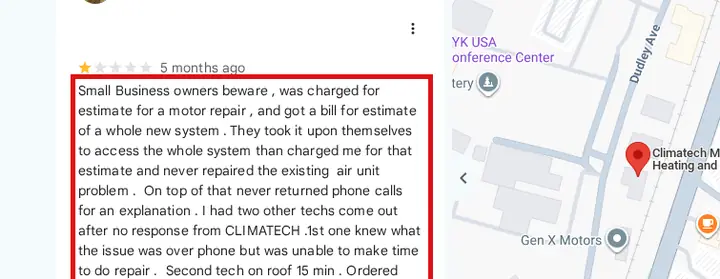 5 months ago
Small Business owners beware , was charged for
estimate for a motor repair , and got a bill for estimate
of a whole new system . They took it upon themselves
to access the whole system than charged me for that
estimate and never repaired the existing air unit
problem . On top of that never returned phone calls
for an explanation . I had two other techs come out
after no response from CLIMATECH .1st one knew what
the issue was over phone but was unable to make time
to do repair . Second tech on roof 15 min . Ordered
YK USA
onference Center
tery
Dudley Ave
Climatech M
Heating and
Gen X Motors